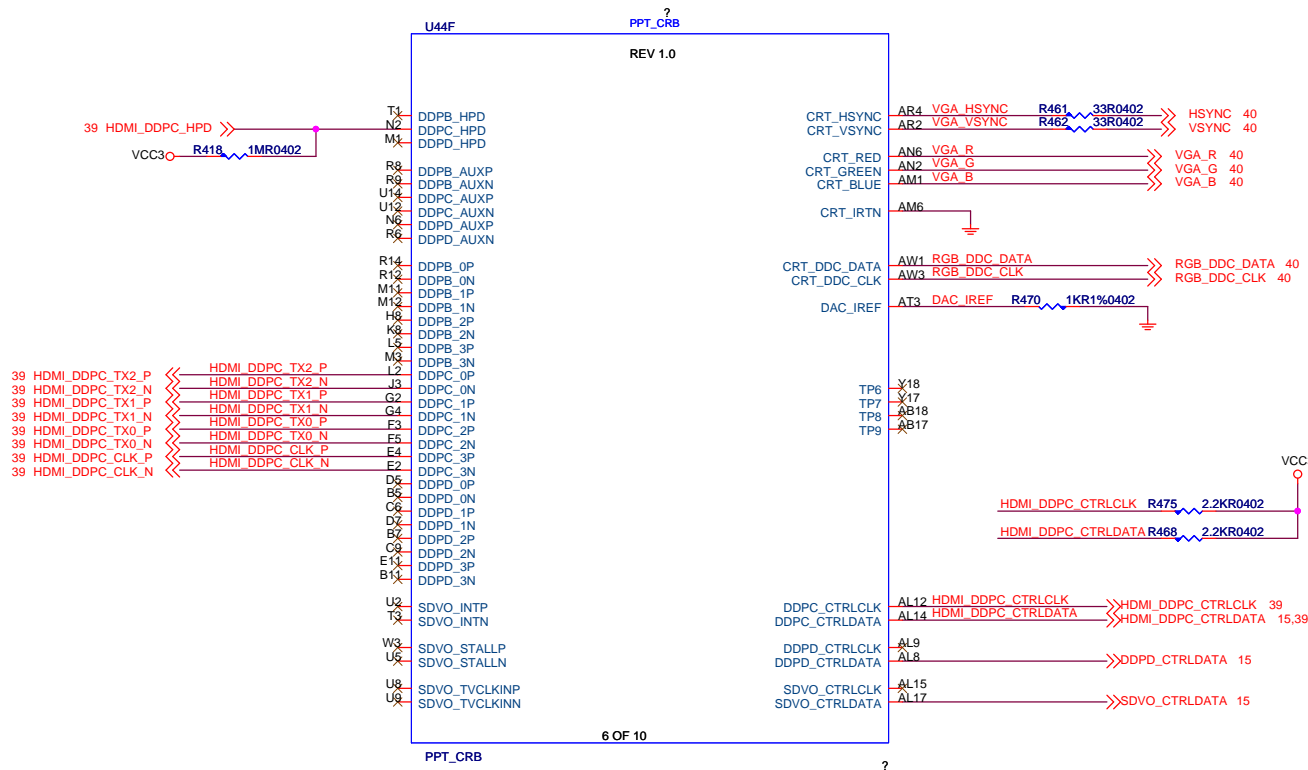 ?
U44F
PPT_CRB
REV 1.0
T1 DDPB_HPD
39 HDMI_DDPC_HPD N2 DDPC_HPD
M1 DDPD_HPD
VCC3 R418 1MR0402
R8 DDPB_AUXP
R9 DDPB_AUXN
U14 DDPC_AUXP
U12 DDPC_AUXN
N6 DDPD_AUXP
R6 DDPD_AUXN
R14 DDPB_0P
R12 DDPB_0N
M11 DDPB_1P
M12 DDPB_1N
H8 DDPB_2P
K8 DDPB_2N
L5 DDPB_3P
M3 DDPB_3N
39 HDMI_DDPC_TX2_P HDMI_DDPC_TX2_P L2 DDPC_0P
39 HDMI_DDPC_TX2_N HDMI_DDPC_TX2_N J3 DDPC_0N
39 HDMI_DDPC_TX1_P HDMI_DDPC_TX1_P G2 DDPC_1P
39 HDMI_DDPC_TX1_N HDMI_DDPC_TX1_N G4 DDPC_1N
39 HDMI_DDPC_TX0_P HDMI_DDPC_TX0_P F3 DDPC_2P
39 HDMI_DDPC_TX0_N HDMI_DDPC_TX0_N F5 DDPC_2N
39 HDMI_DDPC_CLK_P HDMI_DDPC_CLK_P E4 DDPC_3P
39 HDMI_DDPC_CLK_N HDMI_DDPC_CLK_N E2 DDPC_3N
D5 DDPD_0P
B5 DDPD_0N
C6 DDPD_1P
D7 DDPD_1N
B7 DDPD_2P
C9 DDPD_2N
E11 DDPD_3P
B11 DDPD_3N
U2 SDVO_INTP
T3 SDVO_INTN
W3 SDVO_STALLP
U5 SDVO_STALLN
U8 SDVO_TVCLKINP
U9 SDVO_TVCLKINN
CRT_HSYNC AR4 VGA_HSYNC R461 33R0402 HSYNC 40
CRT_VSYNC AR2 VGA_VSYNC R462 33R0402 VSYNC 40
CRT_RED AN6 VGA_R VGA_R 40
CRT_GREEN AN2 VGA_G VGA_G 40
CRT_BLUE AM1 VGA_B VGA_B 40
CRT_IRTN AM6
CRT_DDC_DATA AW1 RGB_DDC_DATA RGB_DDC_DATA 40
CRT_DDC_CLK AW3 RGB_DDC_CLK RGB_DDC_CLK 40
DAC_IREF AT3 DAC_IREF R470 1KR1%0402
TP6 Y18
TP7 Y17
TP8 AB18
TP9 AB17
VCC
HDMI_DDPC_CTRLCLK R475 2.2KR0402
HDMI_DDPC_CTRLDATA R468 2.2KR0402
DDPC_CTRLCLK AL12 HDMI_DDPC_CTRLCLK HDMI_DDPC_CTRLCLK 39
DDPC_CTRLDATA AL14 HDMI_DDPC_CTRLDATA HDMI_DDPC_CTRLDATA 15,39
DDPD_CTRLCLK AL9
DDPD_CTRLDATA AL8 DDPD_CTRLDATA 15
SDVO_CTRLCLK AL15
SDVO_CTRLDATA AL17 SDVO_CTRLDATA 15
6 OF 10
PPT_CRB
?